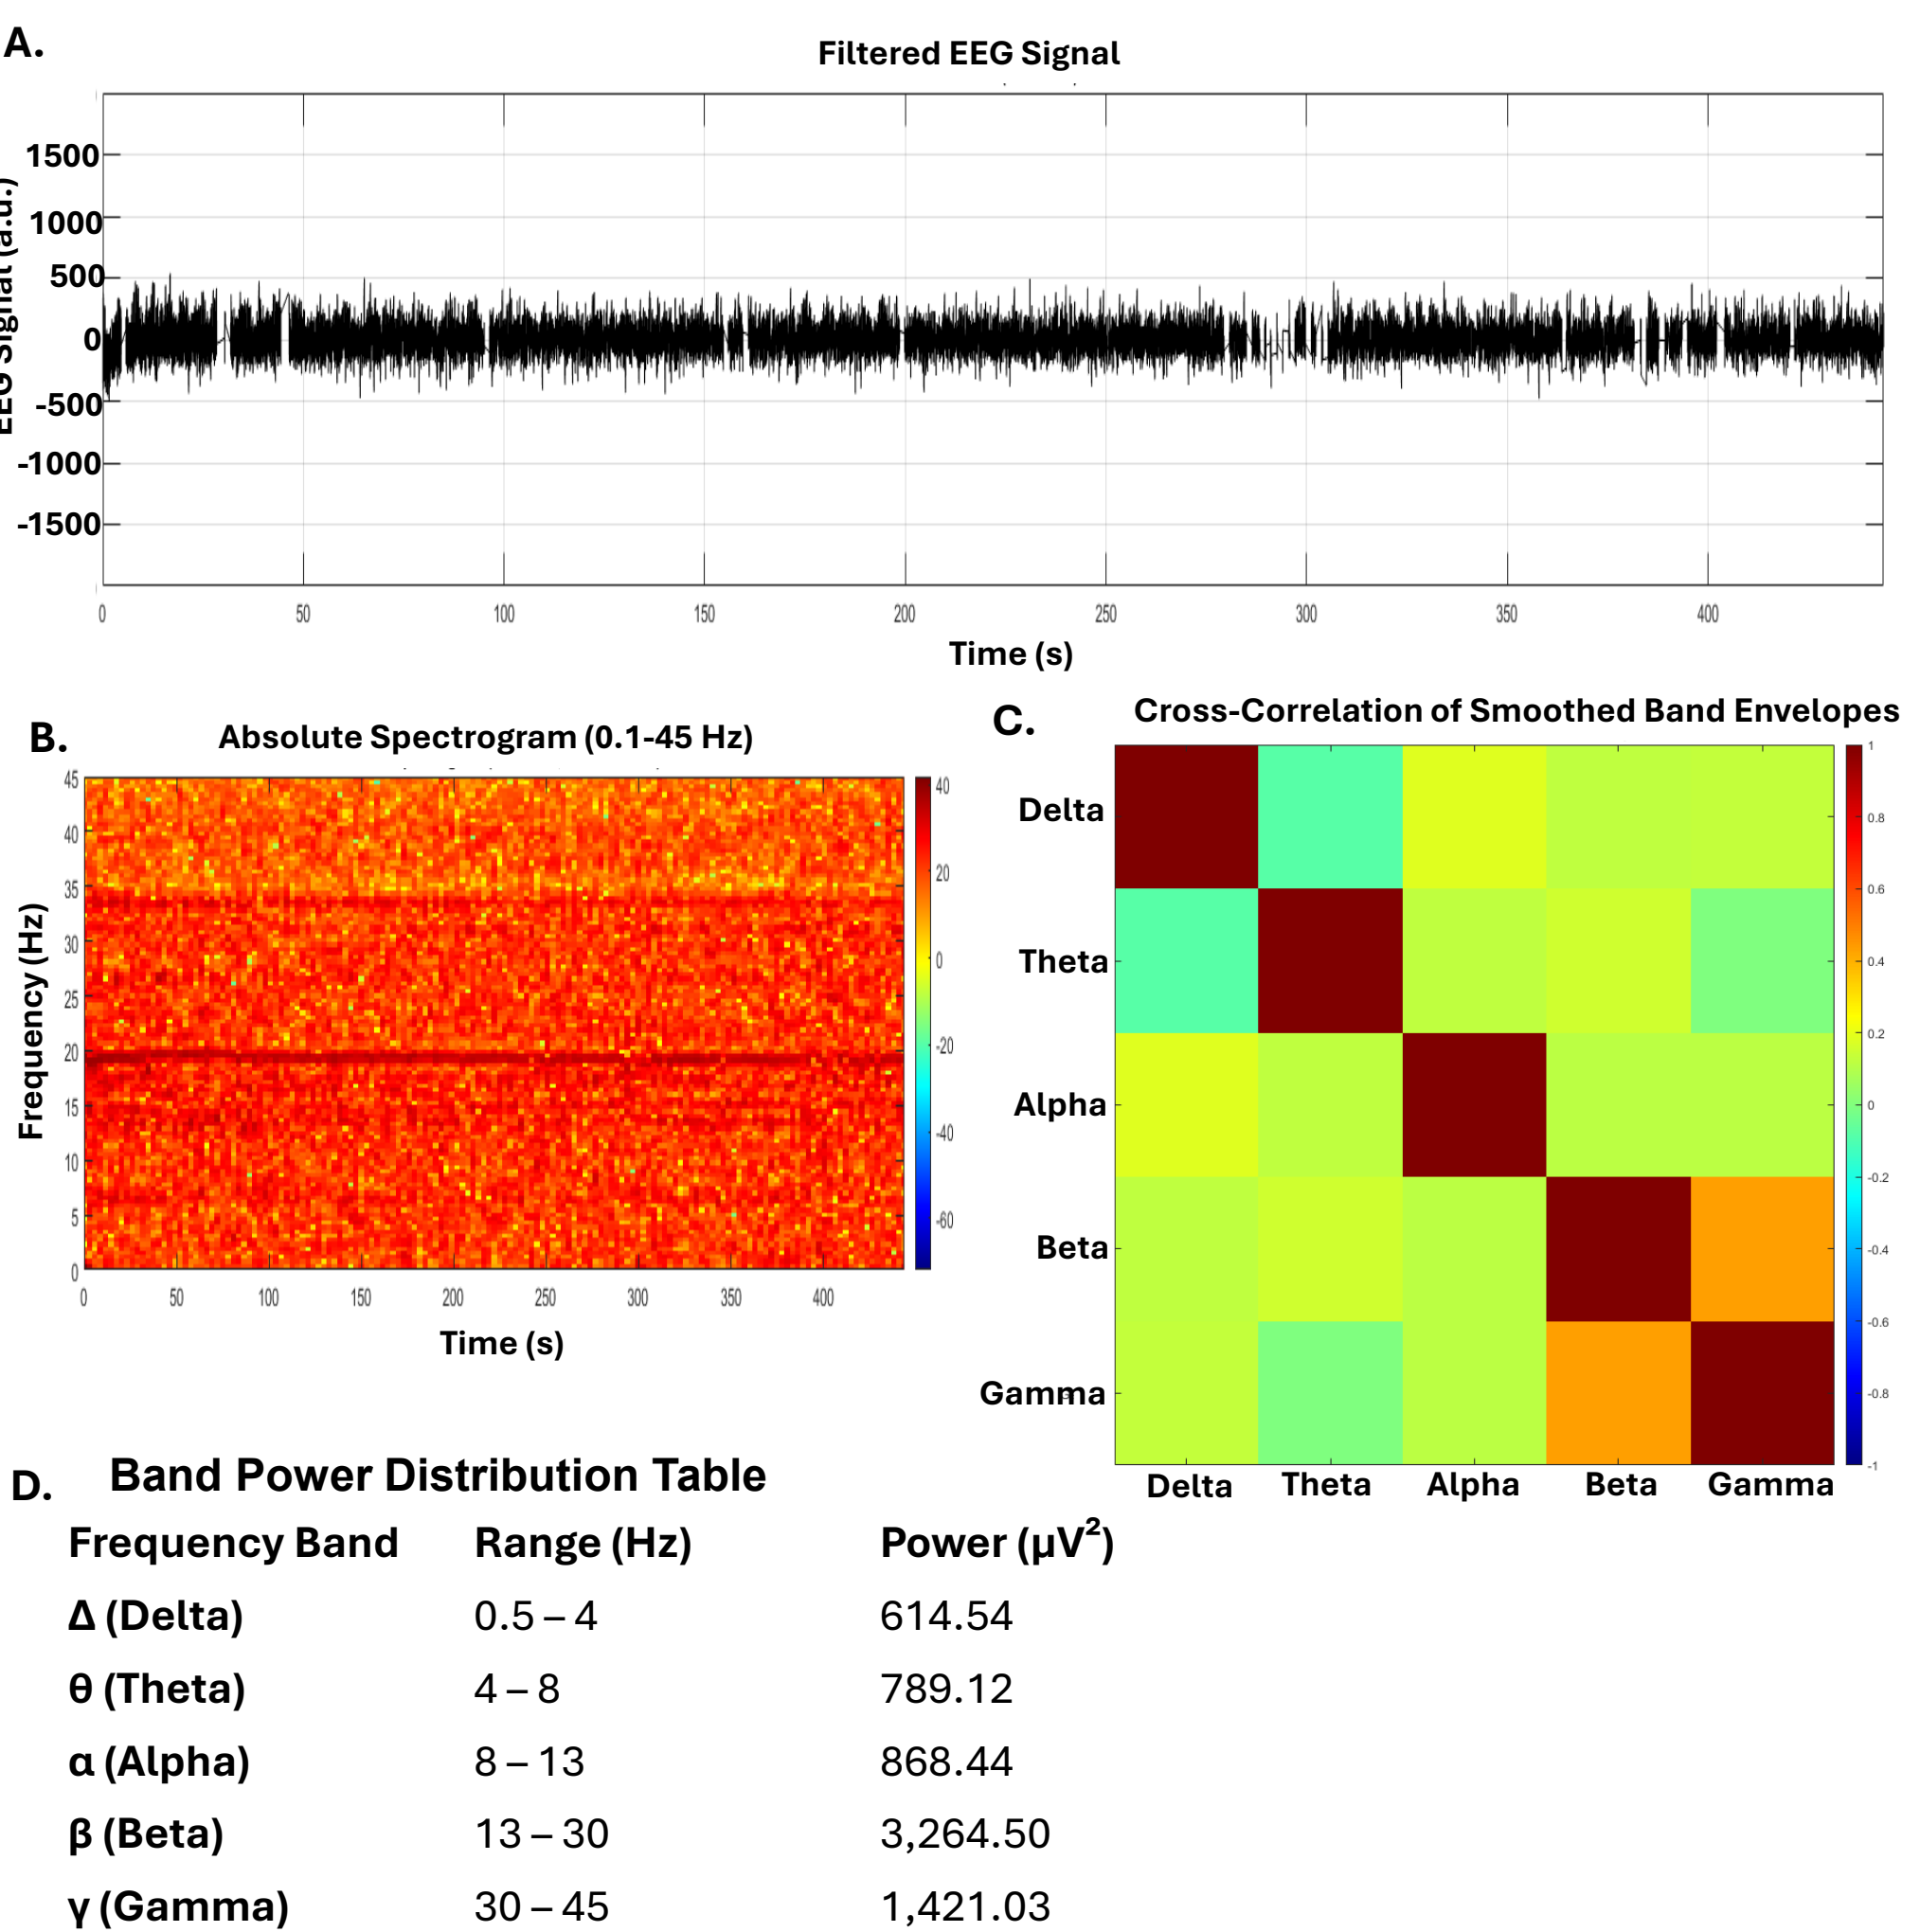 A.
Filtered EEG Signal
EEG Signal (a.u.)
1500
1000
500
0
-500
-1000
-1500
0 50 100 150 200 250 300 350 400
Time (s)
B.
Absolute Spectrogram (0.1-45 Hz)
Frequency (Hz)
45
40
35
30
25
20
15
10
5
0
0 50 100 150 200 250 300 350 400
Time (s)
40
20
0
-20
-40
-60
C.
Cross-Correlation of Smoothed Band Envelopes
Delta
Theta
Alpha
Beta
Gamma
Delta Theta Alpha Beta Gamma
1
0.8
0.6
0.4
0.2
0
-0.2
-0.4
-0.6
-0.8
-1
D.
Band Power Distribution Table
Frequency Band Range (Hz) Power (µV²)
Δ (Delta) 0.5 – 4 614.54
θ (Theta) 4 – 8 789.12
α (Alpha) 8 – 13 868.44
β (Beta) 13 – 30 3,264.50
γ (Gamma) 30 – 45 1,421.03